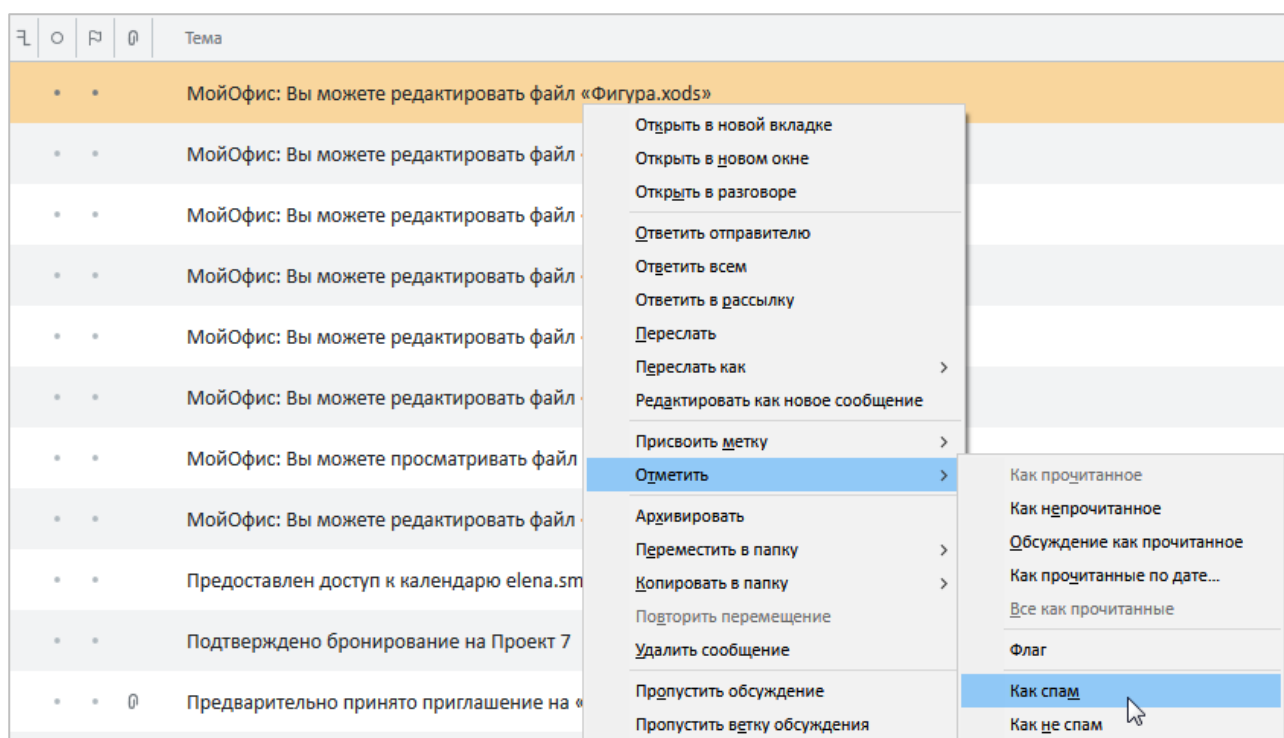 Тема
МойОфис: Вы можете редактировать файл «Фигура.xods»
МойОфис: Вы можете редактировать файл «
МойОфис: Вы можете редактировать файл «
МойОфис: Вы можете редактировать файл «
МойОфис: Вы можете редактировать файл «
МойОфис: Вы можете редактировать файл «
МойОфис: Вы можете просматривать файл
МойОфис: Вы можете редактировать файл «
Предоставлен доступ к календарю elena.sm
Подтверждено бронирование на Проект 7
Предварительно принято приглашение на «
Открыть в новой вкладке
Открыть в новом окне
Открыть в разговоре
Ответить отправителю
Ответить всем
Ответить в рассылку
Переслать
Переслать как
Редактировать как новое сообщение
Присвоить метку
Отметить
Архивировать
Переместить в папку
Копировать в папку
Повторить перемещение
Удалить сообщение
Пропустить обсуждение
Пропустить ветку обсуждения
Как прочитанное
Как непрочитанное
Обсуждение как прочитанное
Как прочитанные по дате...
Все как прочитанные
Флаг
Как спам
Как не спам